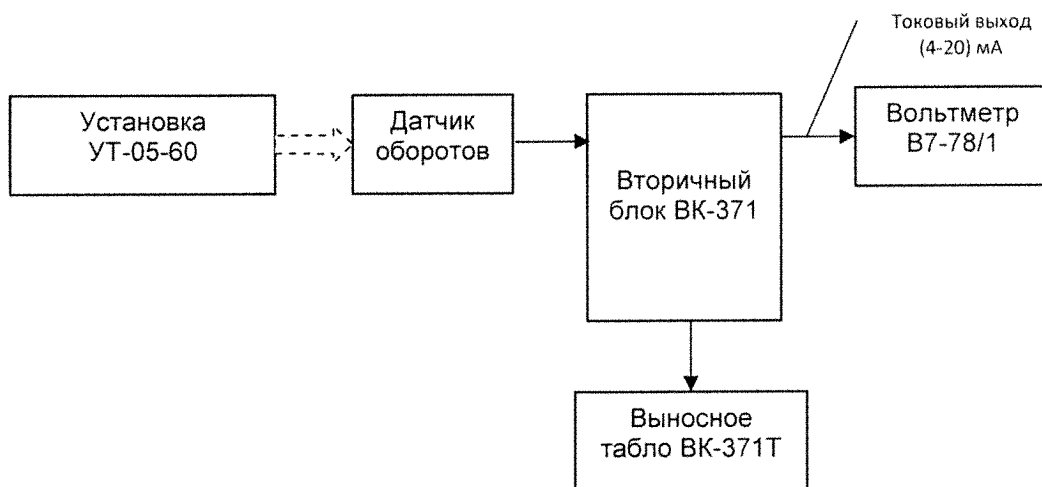 Токовый выход
(4-20) мА
Установка
УТ-05-60
Датчик
оборотов
Вторичный
блок ВК-371
Вольтметр
В7-78/1
Выносное
табло ВК-371Т